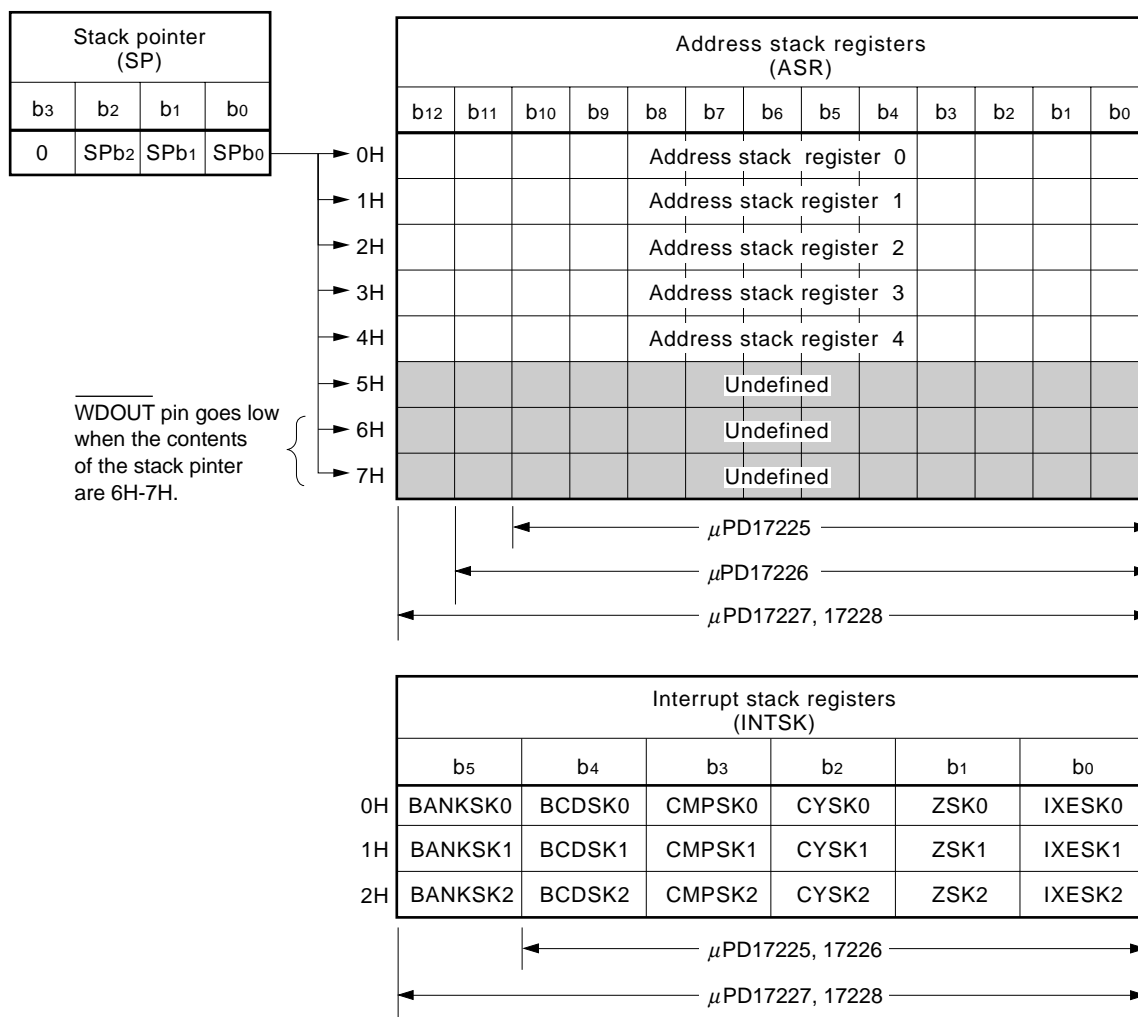 Stack pointer
(SP)
b3 b2 b1 b0
0 SPb2 SPb1 SPb0
Address stack registers
(ASR)
b12 b11 b10 b9 b8 b7 b6 b5 b4 b3 b2 b1 b0
0H Address stack register 0
1H Address stack register 1
2H Address stack register 2
3H Address stack register 3
4H Address stack register 4
5H Undefined
6H Undefined
7H Undefined
WDOUT pin goes low
when the contents
of the stack pinter
are 6H-7H.
μPD17225
μPD17226
μPD17227, 17228
Interrupt stack registers
(INTSK)
b5 b4 b3 b2 b1 b0
0H BANKSK0 BCDSK0 CMPSK0 CYSK0 ZSK0 IXESK0
1H BANKSK1 BCDSK1 CMPSK1 CYSK1 ZSK1 IXESK1
2H BANKSK2 BCDSK2 CMPSK2 CYSK2 ZSK2 IXESK2
μPD17225, 17226
μPD17227, 17228